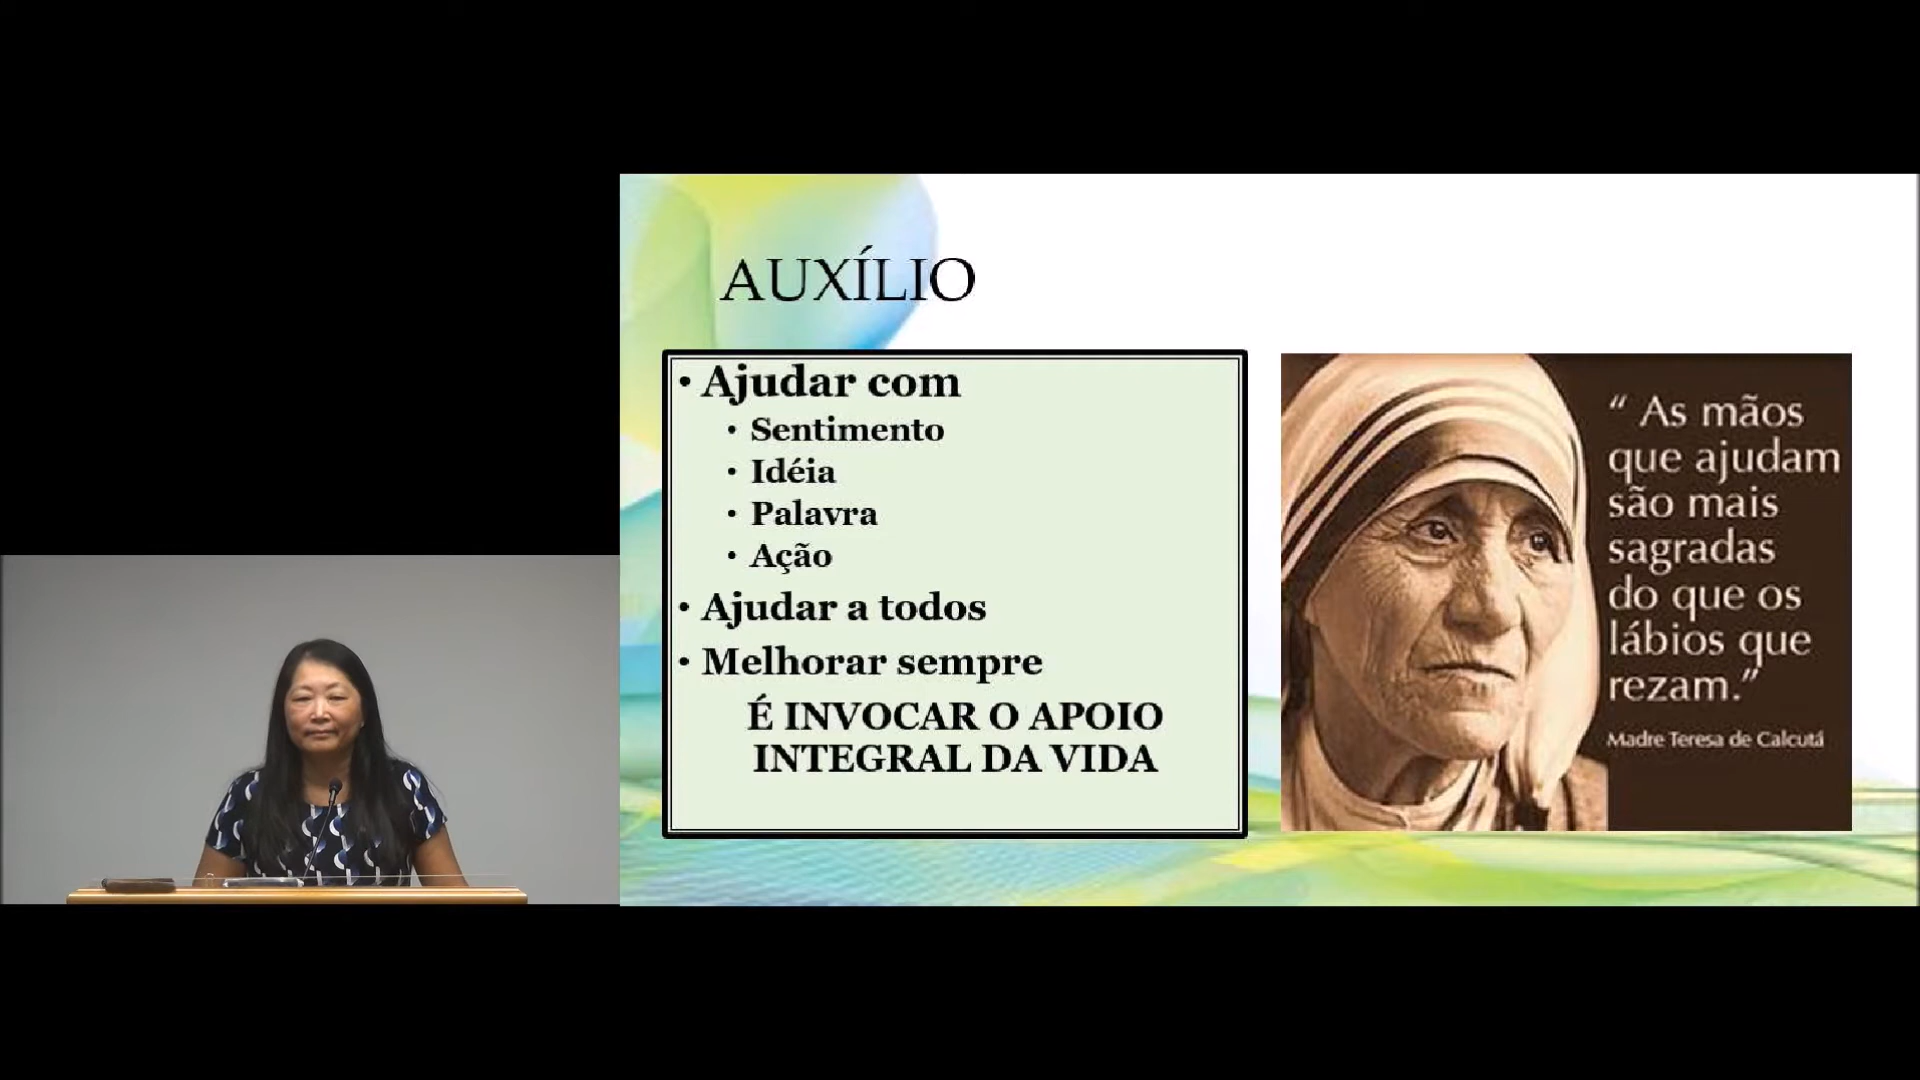 AUXÍLIO
• Ajudar com
• Sentimento
• Idéia
• Palavra
• Ação
• Ajudar a todos
• Melhorar sempre
É INVOCAR O APOIO
INTEGRAL DA VIDA
“ As mãos
que ajudam
são mais
sagradas
do que os
lábios que
rezam.”
Madre Teresa de Calcutá